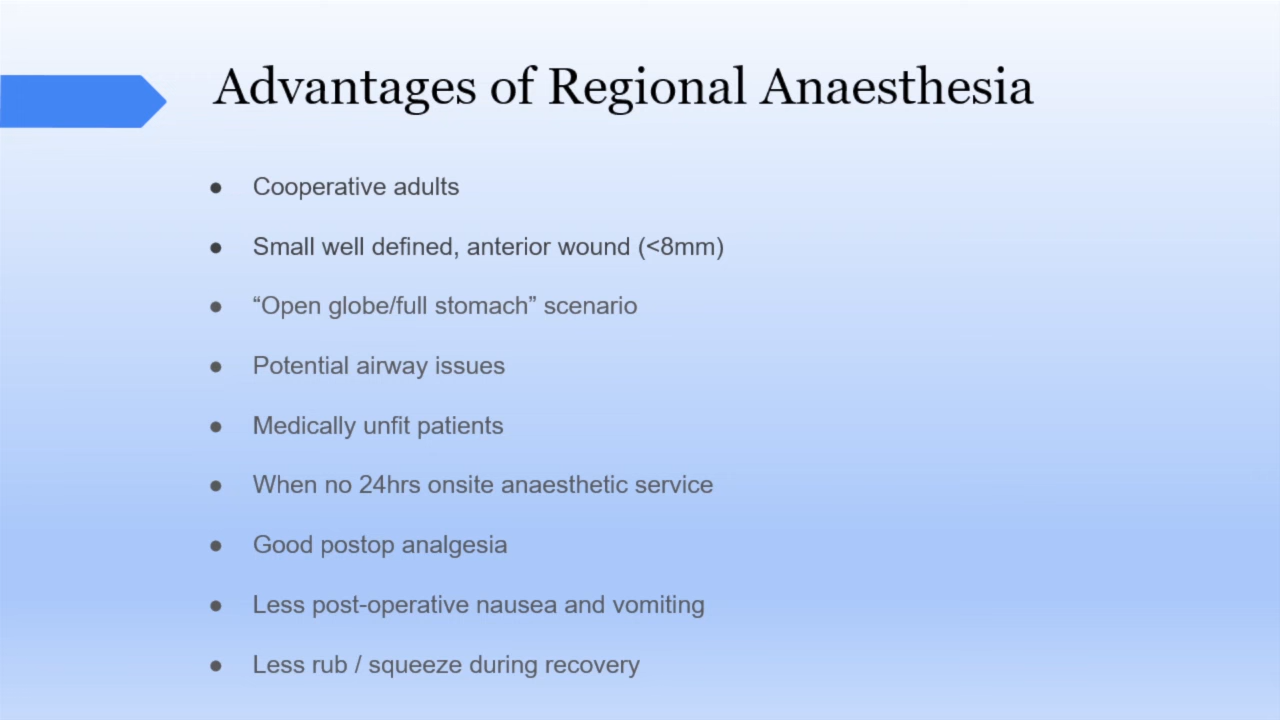 Advantages of Regional Anaesthesia
● Cooperative adults
● Small well defined, anterior wound (<8mm)
● “Open globe/full stomach” scenario
● Potential airway issues
● Medically unfit patients
● When no 24hrs onsite anaesthetic service
● Good postop analgesia
● Less post-operative nausea and vomiting
● Less rub / squeeze during recovery